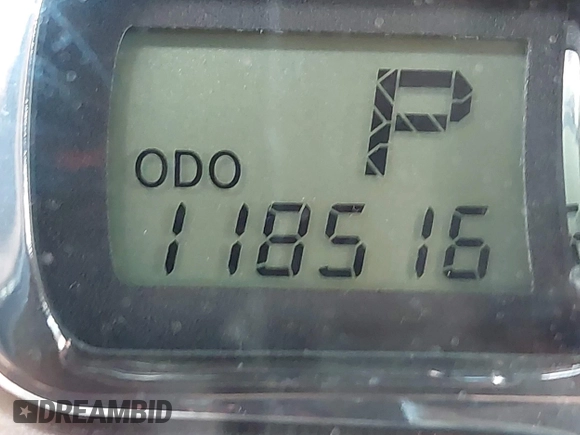 P
ODO
118516
DREAMBID